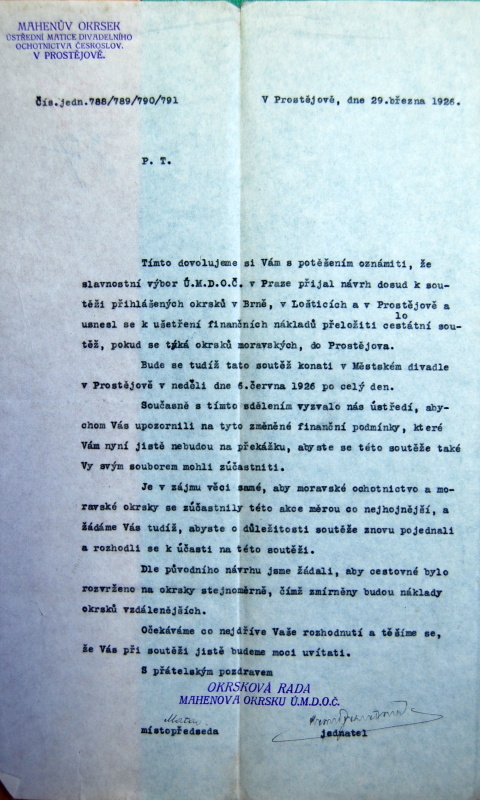 MAHENŮV OKRSEK
ÚSTŘEDNÍ MATICE DIVADELNÍHO
OCHOTNICTVA ČESKOSLOV.
V PROSTĚJOVĚ.
Čís.jedn.788/789/790/791
V Prostějově, dne 29.března 1926.
P. T.
Tímto dovolujeme si Vám s potěšením oznámiti, že
slavnostní výbor Ú.M.D.O.Č. v Praze přijal návrh dosud k sou-
těži přihlášených okrsků v Brně, v Lošticích a v Prostějově a
usnesl se k ušetření finančních nákladů přeložiti celostátní sou-
těž, pokud se týká okrsků moravských, do Prostějova.
Bude se tudíž tato soutěž konati v Městském divadle
v Prostějově v neděli dne 6.června 1926 po celý den.
Současně s tímto sdělením vyzvalo nás ústředí, aby-
chom Vás upozornili na tyto změněné finanční podmínky, které
Vám nyní jistě nebudou na překážku, abyste se této soutěže také
Vy svým souborem mohli zúčastniti.
Je v zájmu věci samé, aby moravské ochotnictvo a mo-
ravské okrsky se zúčastnily této akce měrou co nejhojnější, a
žádáme Vás tudíž, abyste o důležitosti soutěže znovu pojednali
a rozhodli se k účasti na této soutěži.
Dle původního návrhu jsme žádali, aby cestovné bylo
rozvrženo na okrsky stejnoměrně, čímž zmírněny budou náklady
okrsků vzdálenějších.
Očekáváme co nejdříve Vaše rozhodnutí a těšíme se,
že Vás při soutěži jistě budeme moci uvítati.
S přátelským pozdravem
OKRSKOVÁ RADA
MAHENOVA OKRSKU Ú.M.D.O.Č.
místopředseda
jednatel